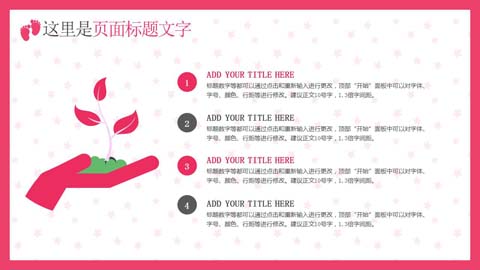 这里是页面标题文字
1
ADD YOUR TITLE HERE
标题数字等都可以通过点击和重新输入进行更改，顶部“开始”面板中可以对字体、
字号、颜色、行距等进行修改。建议正文10号字，1.3倍字间距。
2
ADD YOUR TITLE HERE
标题数字等都可以通过点击和重新输入进行更改，顶部“开始”面板中可以对字体、
字号、颜色、行距等进行修改。建议正文10号字，1.3倍字间距。
3
ADD YOUR TITLE HERE
标题数字等都可以通过点击和重新输入进行更改，顶部“开始”面板中可以对字体、
字号、颜色、行距等进行修改。建议正文10号字，1.3倍字间距。
4
ADD YOUR TITLE HERE
标题数字等都可以通过点击和重新输入进行更改，顶部“开始”面板中可以对字体、
字号、颜色、行距等进行修改。建议正文10号字，1.3倍字间距。